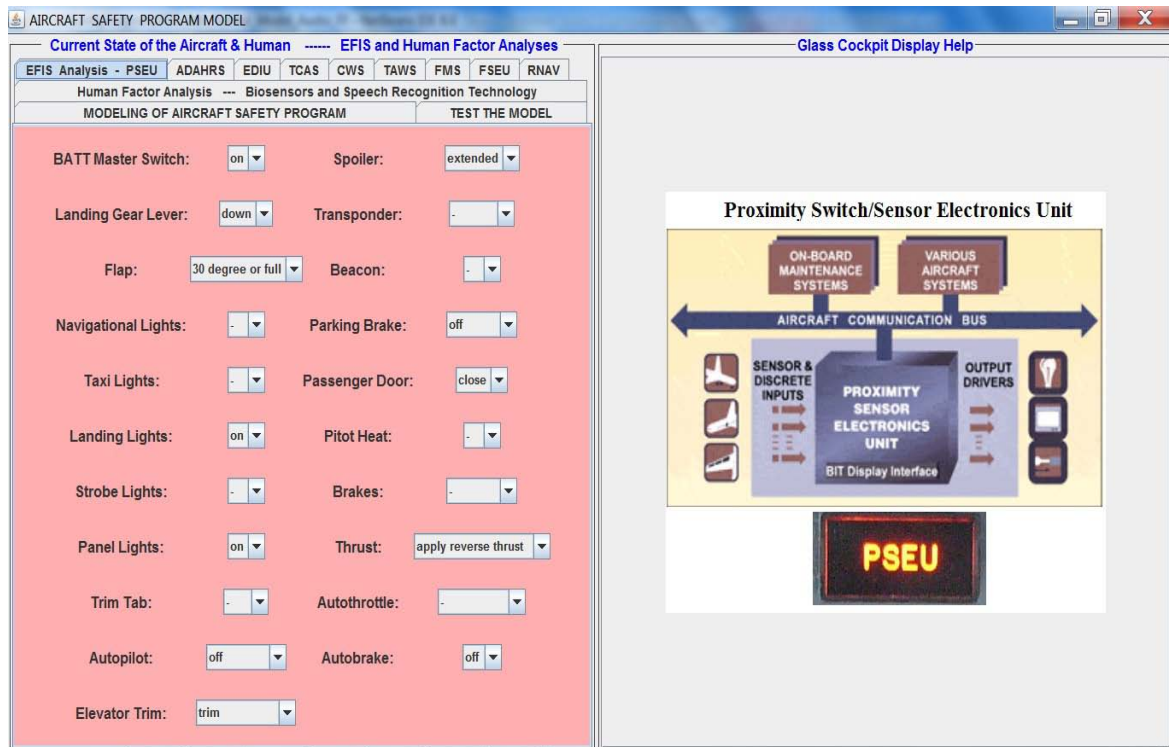 AIRCRAFT SAFETY PROGRAM MODEL
Current State of the Aircraft & Human ------ EFIS and Human Factor Analyses
EFIS Analysis - PSEU ADAHRS EDIU TCAS CWS TAWS FMS FSEU RNAV
Human Factor Analysis --- Biosensors and Speech Recognition Technology
MODELING OF AIRCRAFT SAFETY PROGRAM TEST THE MODEL
BATT Master Switch: on Spoiler: extended
Landing Gear Lever: down Transponder: -
Flap: 30 degree or full Beacon: -
Navigational Lights: - Parking Brake: off
Taxi Lights: - Passenger Door: close
Landing Lights: on Pitot Heat: -
Strobe Lights: - Brakes: -
Panel Lights: on Thrust: apply reverse thrust
Trim Tab: - Autothrottle: -
Autopilot: off Autobrake: off
Elevator Trim: trim
Glass Cockpit Display Help
Proximity Switch/Sensor Electronics Unit
ON-BOARD
MAINTENANCE
SYSTEMS
VARIOUS
AIRCRAFT
SYSTEMS
AIRCRAFT COMMUNICATION BUS
SENSOR &
DISCRETE
INPUTS
PROXIMITY
SENSOR
ELECTRONICS
UNIT
BIT Display Interface
OUTPUT
DRIVERS
PSEU